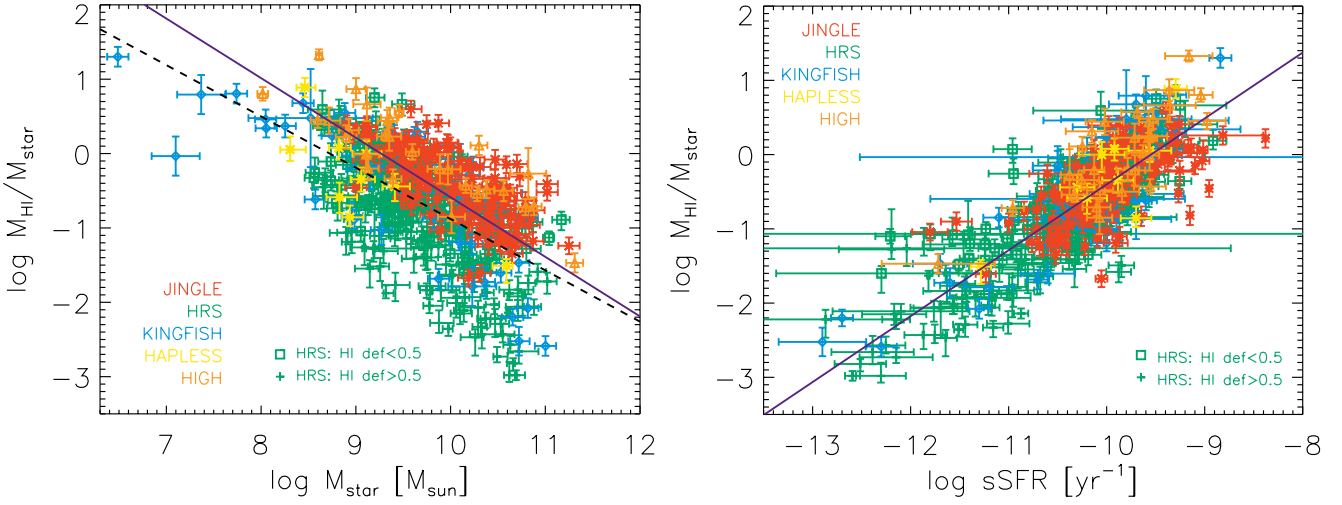 2
1
0
−1
−2
−3
log M_HI/M_star
JINGLE
HRS
KINGFISH
HAPLESS
HIGH
HRS: HI def<0.5
HRS: HI def>0.5
7 8 9 10 11 12
log M_star [M_sun]
2
1
0
−1
−2
−3
log M_HI/M_star
JINGLE
HRS
KINGFISH
HAPLESS
HIGH
HRS: HI def<0.5
HRS: HI def>0.5
−13 −12 −11 −10 −9 −8
log sSFR [yr⁻¹]